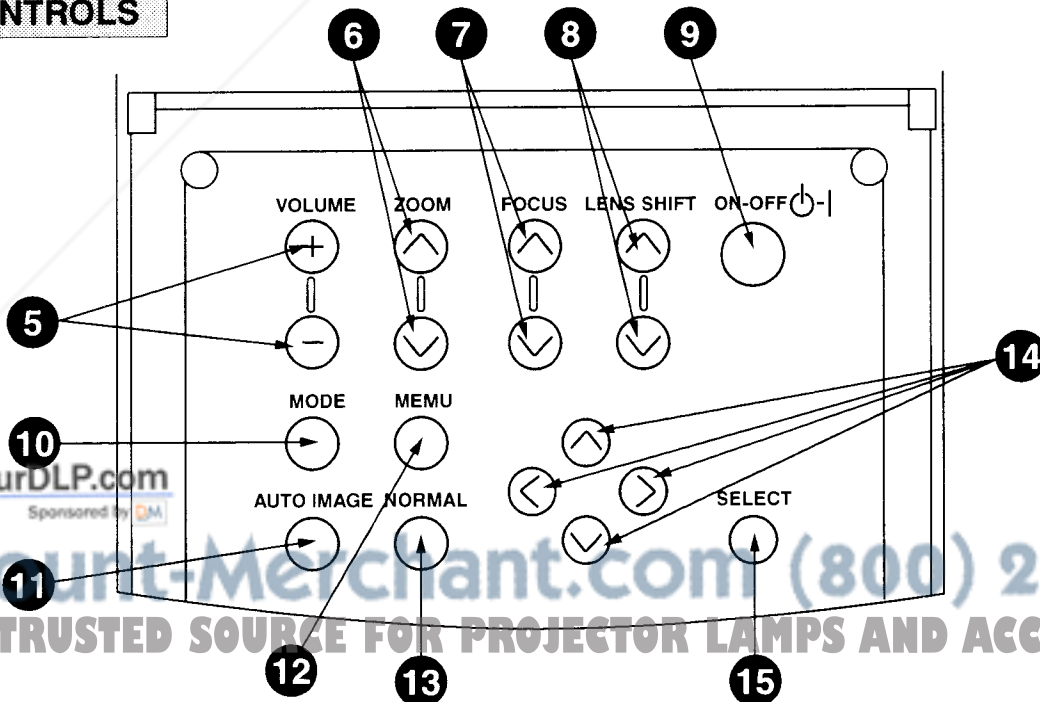 NTROLS
6 7 8 9
VOLUME ZOOM FOCUS LENS SHIFT ON-OFF
5
14
MODE MEMU
10
urDLP.com
Sponsored by DM
AUTO IMAGE NORMAL SELECT
11
unt-Merchant.com (800) 2
TRUSTED SOURCE FOR PROJECTOR LAMPS AND ACC
12 13 15